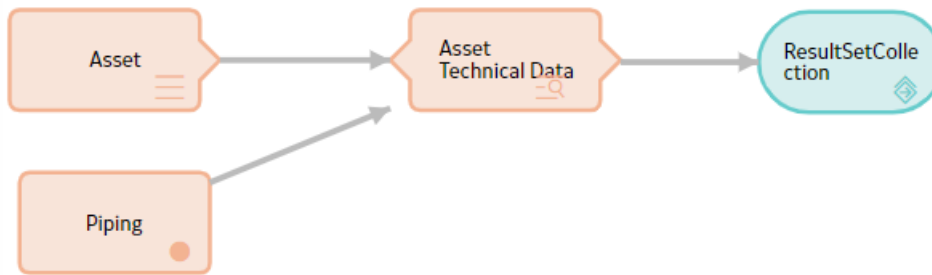 Asset
Asset
Technical Data
ResultSetColle
ction
Piping